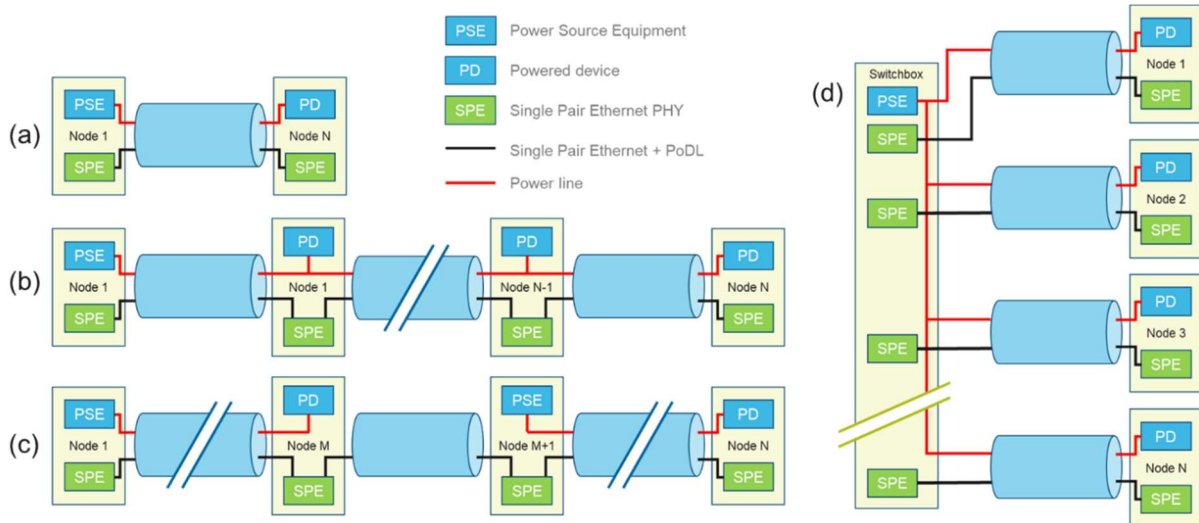 PSE Power Source Equipment
PD Powered device
SPE Single Pair Ethernet PHY
Single Pair Ethernet + PoDL
Power line
(a)
PSE
Node 1
SPE
PD
Node N
SPE
(b)
PSE
Node 1
SPE
PD
Node 1
SPE
PD
Node N-1
SPE
PD
Node N
SPE
(c)
PSE
Node 1
SPE
PD
Node M
SPE
PSE
Node M+1
SPE
PD
Node N
SPE
(d)
Switchbox
PSE
SPE
SPE
SPE
SPE
PD
Node 1
SPE
PD
Node 2
SPE
PD
Node 3
SPE
PD
Node N
SPE